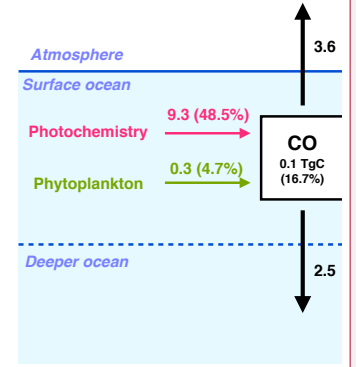 3.6
Atmosphere
Surface ocean
9.3 (48.5%)
Photochemistry
CO
0.1 TgC
(16.7%)
0.3 (4.7%)
Phytoplankton
Deeper ocean
2.5